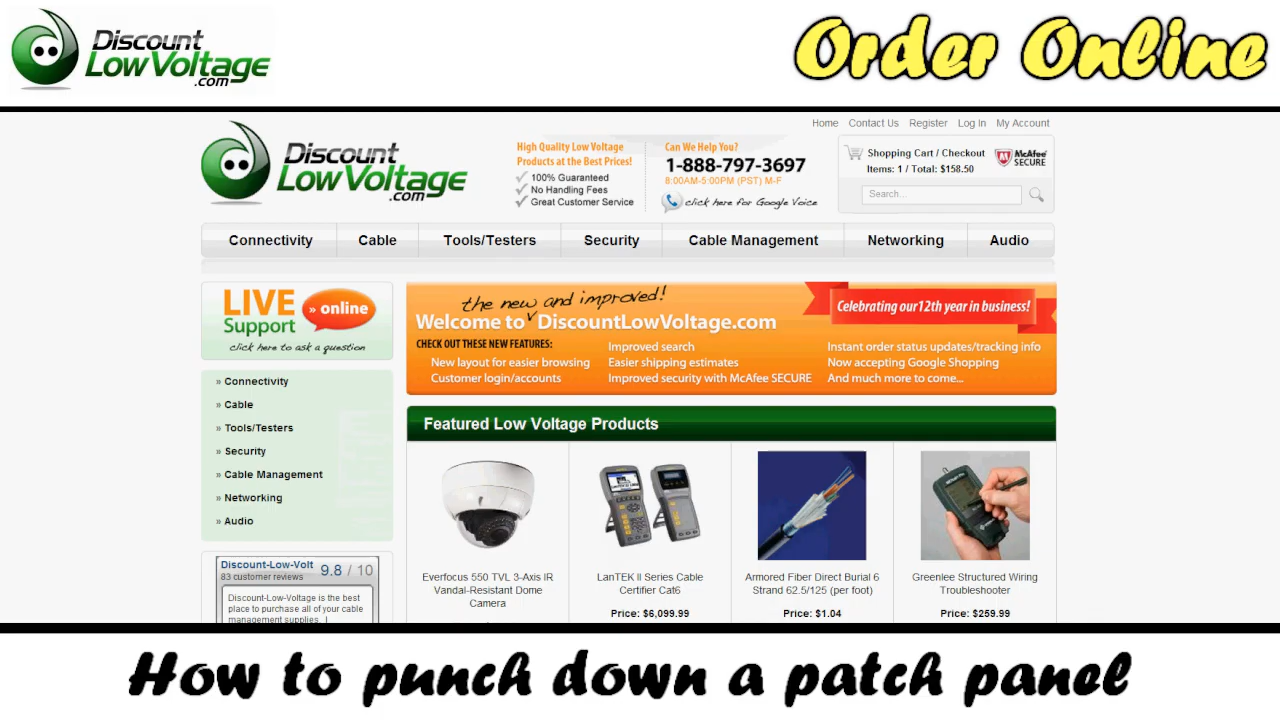 Discount
LowVoltage
.com
Order Online
Home Contact Us Register Log In My Account
Discount
LowVoltage
.com
High Quality Low Voltage
Products at the Best Prices!
100% Guaranteed
No Handling Fees
Great Customer Service
Can We Help You?
1-888-797-3697
8:00AM-5:00PM (PST) M-F
click here for Google Voice
Shopping Cart / Checkout
Items: 1 / Total: $158.50
McAfee
SECURE
Search...
Connectivity Cable Tools/Testers Security Cable Management Networking Audio
LIVE
Support
» online
click here to ask a question
the new and improved!
Welcome to DiscountLowVoltage.com
Celebrating our 12th year in business!
CHECK OUT THESE NEW FEATURES:
New layout for easier browsing
Customer login/accounts
Improved search
Easier shipping estimates
Improved security with McAfee SECURE
Instant order status updates/tracking info
Now accepting Google Shopping
And much more to come...
» Connectivity
» Cable
» Tools/Testers
» Security
» Cable Management
» Networking
» Audio
Featured Low Voltage Products
Everfocus 550 TVL 3-Axis IR
Vandal-Resistant Dome
Camera
LanTEK II Series Cable
Certifier Cat6
Price: $6,099.99
Armored Fiber Direct Burial 6
Strand 62.5/125 (per foot)
Price: $1.04
Greenlee Structured Wiring
Troubleshooter
Price: $259.99
Discount-Low-Volt 9.8 / 10
83 customer reviews
Discount-Low-Voltage is the best
place to purchase all of your cable
management supplies. I
How to punch down a patch panel